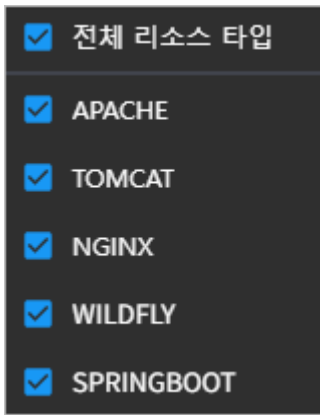 전체 리소스 타입
APACHE
TOMCAT
NGINX
WILDFLY
SPRINGBOOT